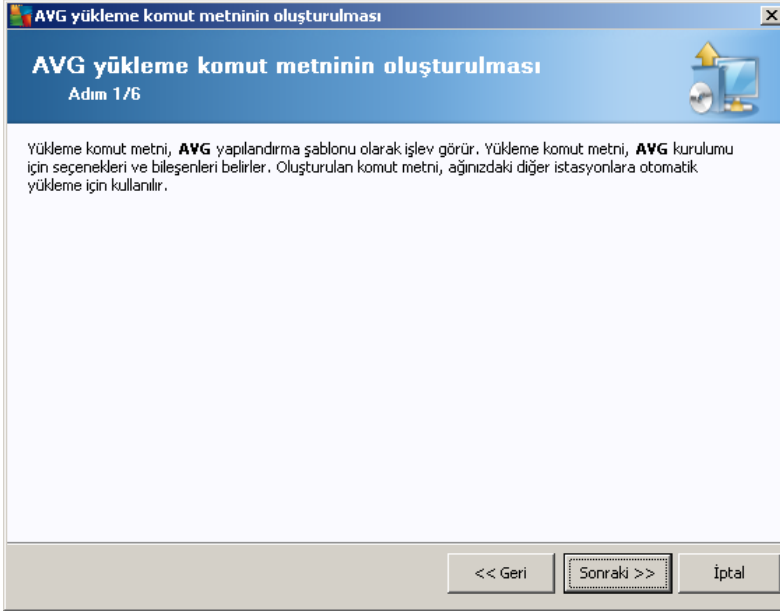 AVG yükleme komut metninin oluşturulması
AVG yükleme komut metninin oluşturulması
Adım 1/6
Yükleme komut metni, AVG yapılandırma şablonu olarak işlev görür. Yükleme komut metni, AVG kurulumu
için seçenekleri ve bileşenleri belirler. Oluşturulan komut metni, ağınızdaki diğer istasyonlara otomatik
yükleme için kullanılır.
<< Geri
Sonraki >>
İptal